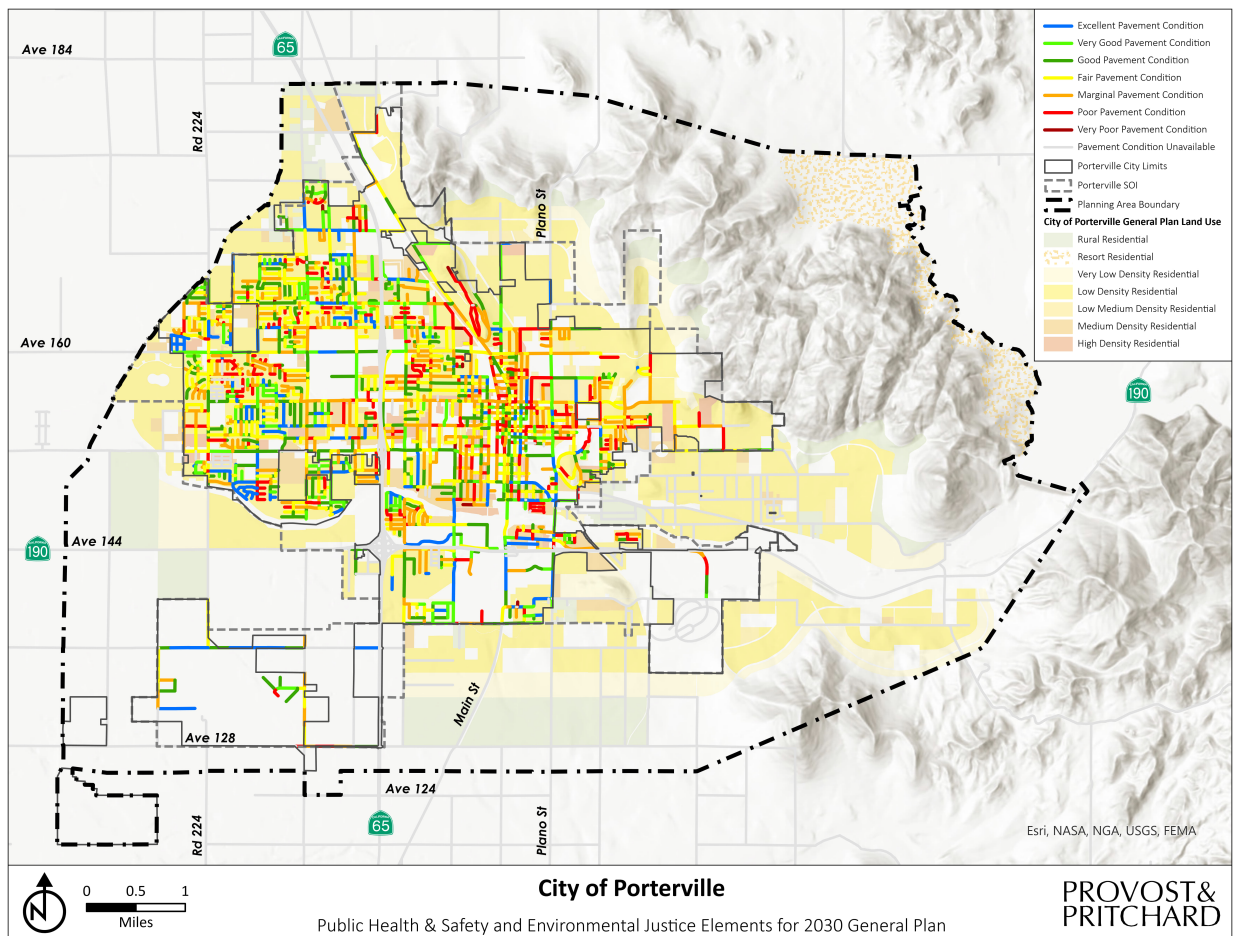 Ave 184
CALIFORNIA
65
Rd 224
Plano St
Excellent Pavement Condition
Very Good Pavement Condition
Good Pavement Condition
Fair Pavement Condition
Marginal Pavement Condition
Poor Pavement Condition
Very Poor Pavement Condition
Pavement Condition Unavailable
Porterville City Limits
Porterville SOI
Planning Area Boundary
City of Porterville General Plan Land Use
Rural Residential
Resort Residential
Very Low Density Residential
Low Density Residential
Low Medium Density Residential
Medium Density Residential
High Density Residential
Ave 160
CALIFORNIA
190
CALIFORNIA
190
Ave 144
Main St
Ave 128
Ave 124
CALIFORNIA
65
Rd 224
Plano St
Esri, NASA, NGA, USGS, FEMA
N
0 0.5 1
Miles
City of Porterville
Public Health & Safety and Environmental Justice Elements for 2030 General Plan
PROVOST&
PRITCHARD